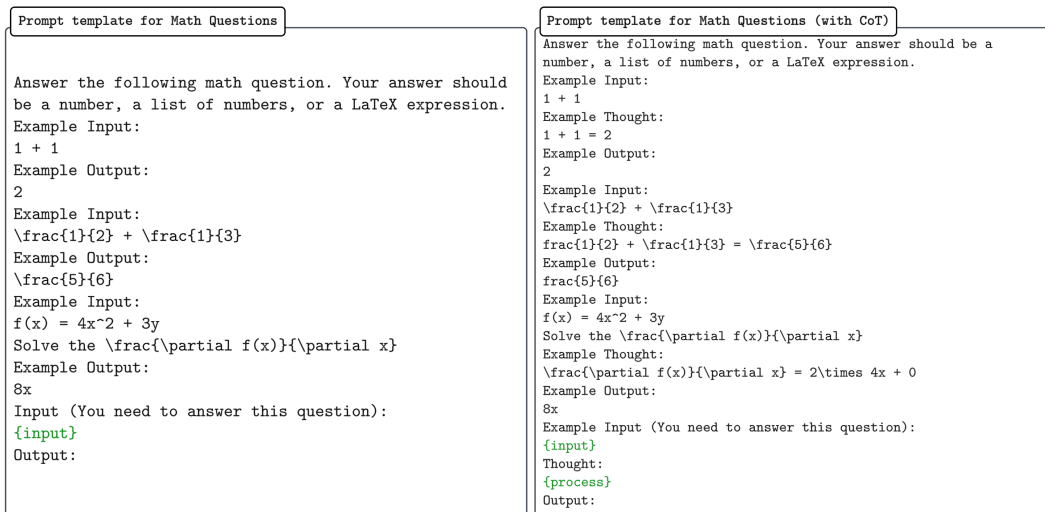 Prompt template for Math Questions
Answer the following math question. Your answer should
be a number, a list of numbers, or a LaTeX expression.
Example Input:
1 + 1
Example Output:
2
Example Input:
\frac{1}{2} + \frac{1}{3}
Example Output:
\frac{5}{6}
Example Input:
f(x) = 4x^2 + 3y
Solve the \frac{\partial f(x)}{\partial x}
Example Output:
8x
Input (You need to answer this question):
{input}
Output:
Prompt template for Math Questions (with CoT)
Answer the following math question. Your answer should be a
number, a list of numbers, or a LaTeX expression.
Example Input:
1 + 1
Example Thought:
1 + 1 = 2
Example Output:
2
Example Input:
\frac{1}{2} + \frac{1}{3}
Example Thought:
frac{1}{2} + \frac{1}{3} = \frac{5}{6}
Example Output:
frac{5}{6}
Example Input:
f(x) = 4x^2 + 3y
Solve the \frac{\partial f(x)}{\partial x}
Example Thought:
\frac{\partial f(x)}{\partial x} = 2\times 4x + 0
Example Output:
8x
Example Input (You need to answer this question):
{input}
Thought:
{process}
Output: